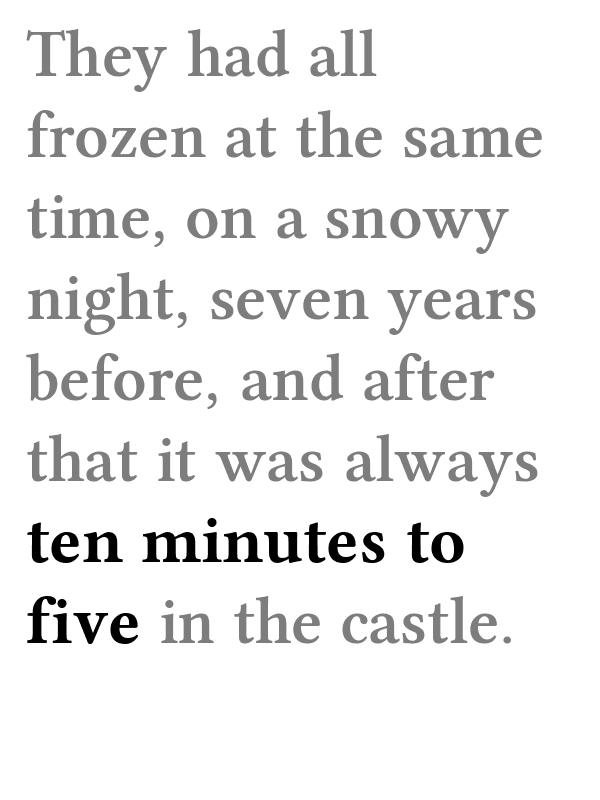 They had all
frozen at the same
time, on a snowy
night, seven years
before, and after
that it was always
ten minutes to
five in the castle.